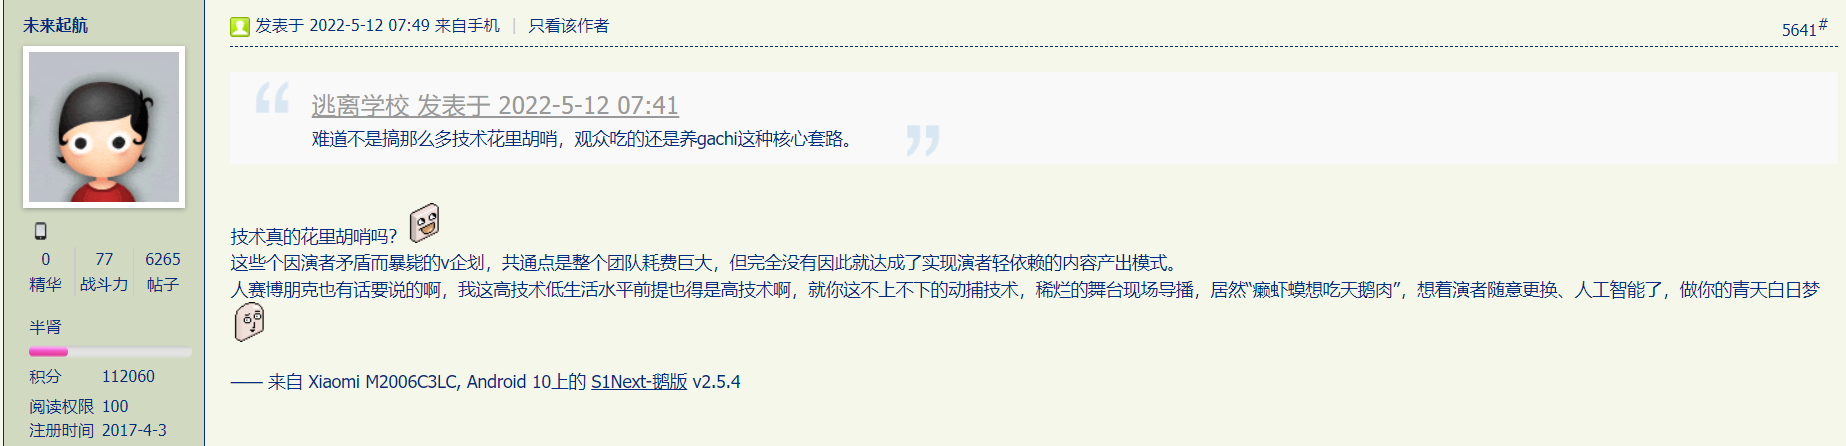 未来起航
0 77 6265
精华 战斗力 帖子
半肾
积分 112060
阅读权限 100
注册时间 2017-4-3
发表于 2022-5-12 07:49 来自手机 | 只看该作者
5641#
“ 逃离学校 发表于 2022-5-12 07:41
难道不是搞那么多技术花里胡哨，观众吃的还是养gachi这种核心套路。 ”
技术真的花里胡哨吗？
这些个因演者矛盾而暴毙的v企划，共通点是整个团队耗费巨大，但完全没有因此就达成了实现演者轻依赖的内容产出模式。
人赛博朋克也有话要说的啊，我这高技术低生活水平前提也得是高技术啊，就你这不上不下的动捕技术，稀烂的舞台现场导播，居然“癞虾蟆想吃天鹅肉”，想着演者随意更换、人工智能了，做你的青天白日梦
—— 来自 Xiaomi M2006C3LC, Android 10上的 S1Next-鹅版 v2.5.4